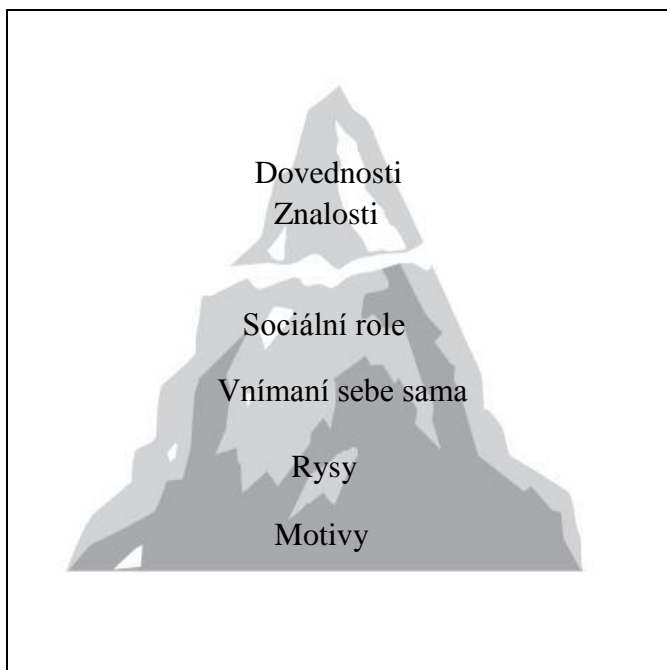 Dovednosti
Znalosti
Sociální role
Vnímaní sebe sama
Rysy
Motivy